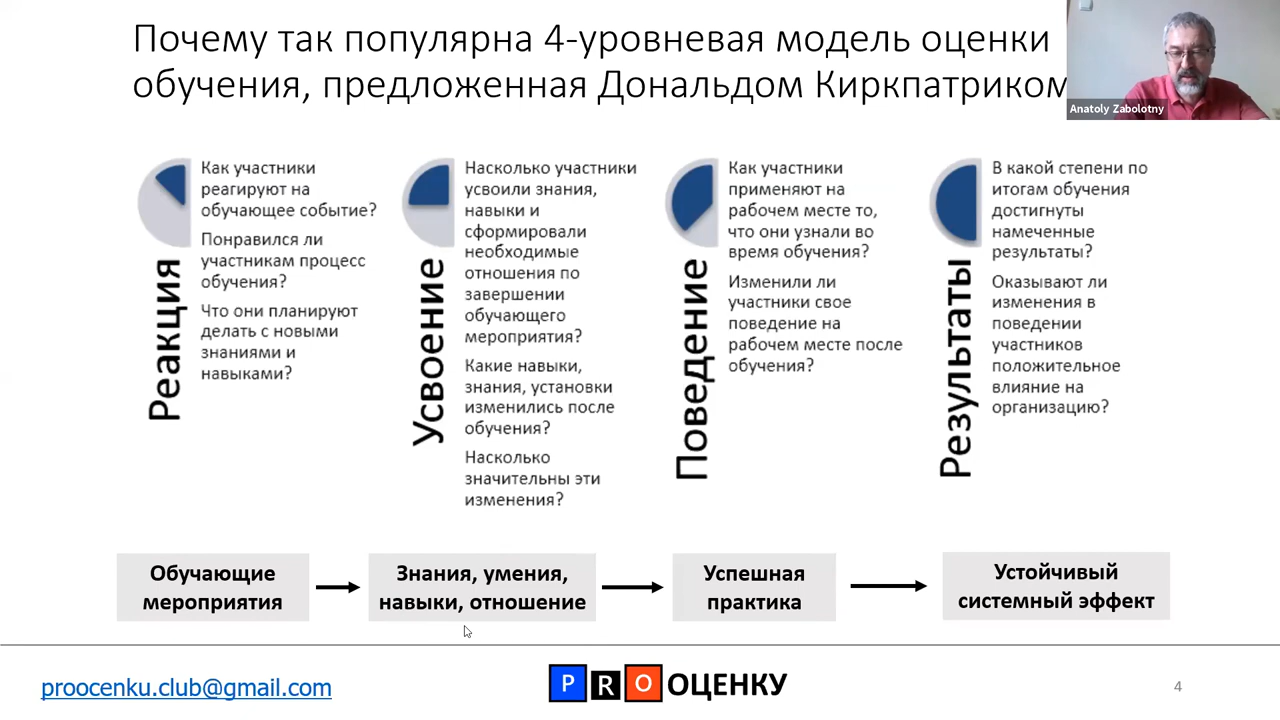 Почему так популярна 4-уровневая модель оценки
обучения, предложенная Дональдом Киркпатриком
Anatoly Zabolotny
Реакция
Как участники
реагируют на
обучающее событие?
Понравился ли
участникам процесс
обучения?
Что они планируют
делать с новыми
знаниями и
навыками?
Усвоение
Насколько участники
усвоили знания,
навыки и
сформировали
необходимые
отношения по
завершении
обучающего
мероприятия?
Какие навыки,
знания, установки
изменились после
обучения?
Насколько
значительны эти
изменения?
Поведение
Как участники
применяют на
рабочем месте то,
что они узнали во
время обучения?
Изменили ли
участники свое
поведение на
рабочем месте после
обучения?
Результаты
В какой степени по
итогам обучения
достигнуты
намеченные
результаты?
Оказывают ли
изменения в
поведении
участников
положительное
влияние на
организацию?
Обучающие
мероприятия
Знания, умения,
навыки, отношение
Успешная
практика
Устойчивый
системный эффект
proocenku.club@gmail.com
PRO ОЦЕНКУ
4